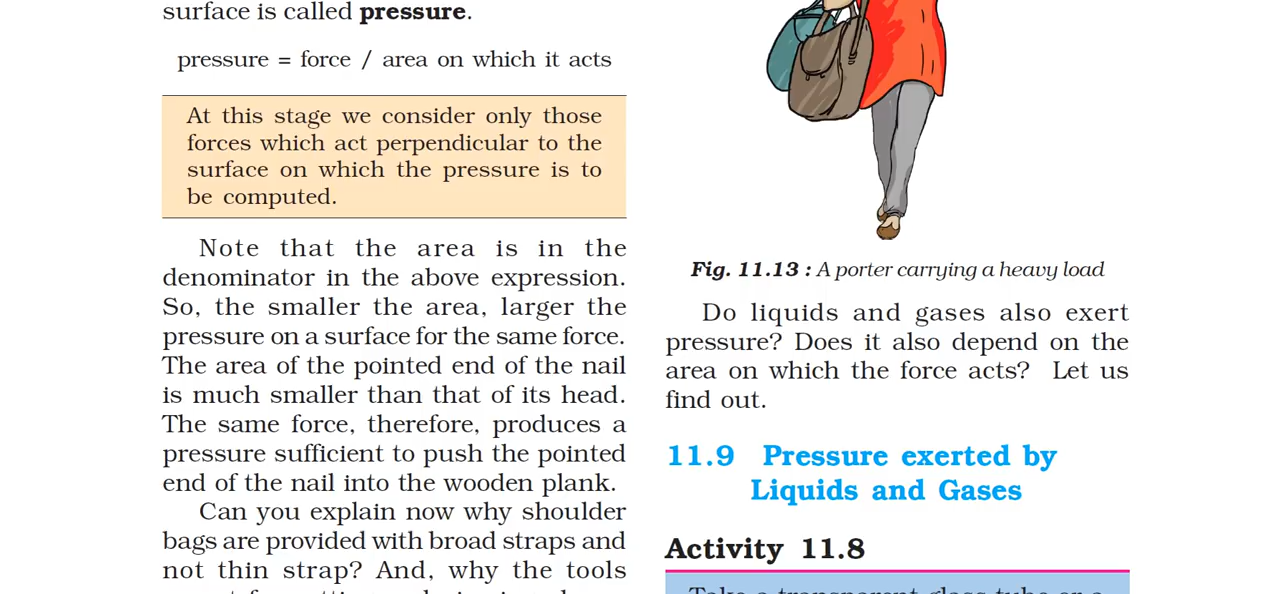 surface is called pressure.
pressure = force / area on which it acts
At this stage we consider only those
forces which act perpendicular to the
surface on which the pressure is to
be computed.
Note that the area is in the
denominator in the above expression.
So, the smaller the area, larger the
pressure on a surface for the same force.
The area of the pointed end of the nail
is much smaller than that of its head.
The same force, therefore, produces a
pressure sufficient to push the pointed
end of the nail into the wooden plank.
Can you explain now why shoulder
bags are provided with broad straps and
not thin strap? And, why the tools
Fig. 11.13 : A porter carrying a heavy load
Do liquids and gases also exert
pressure? Does it also depend on the
area on which the force acts? Let us
find out.
11.9 Pressure exerted by
Liquids and Gases
Activity 11.8
Take a transparent glass tube or a